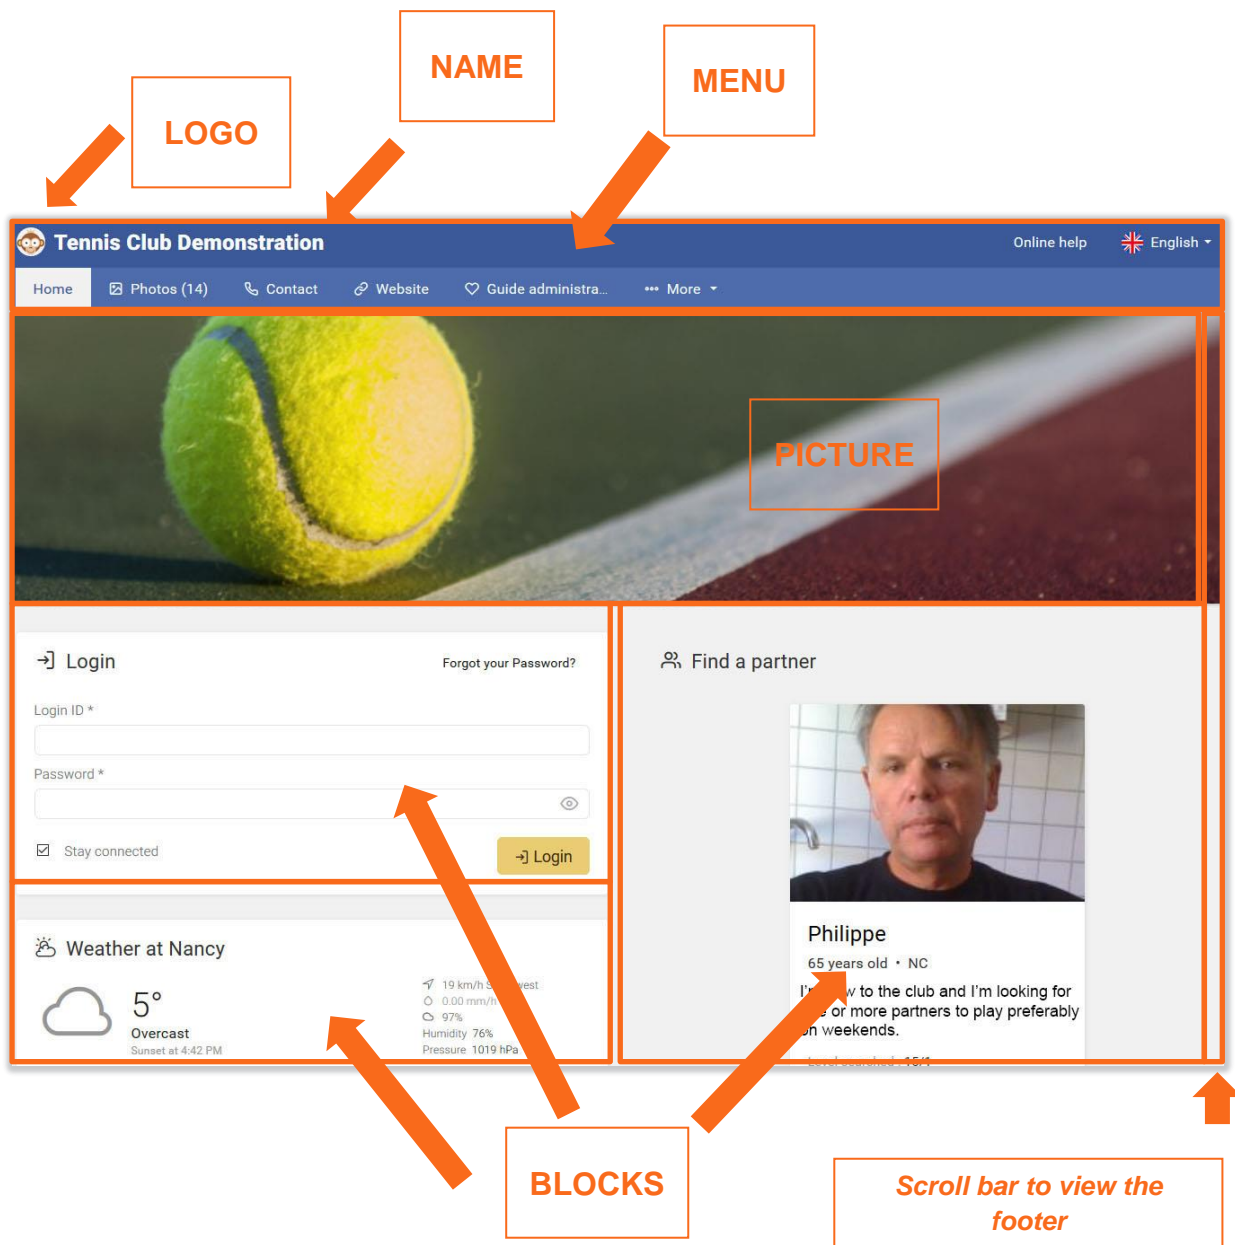 NAME
MENU
LOGO
Tennis Club Demonstration
Online help
English
Home
Photos (14)
Contact
Website
Guide administra...
More
PICTURE
Login
Forgot your Password?
Login ID *
Password *
Stay connected
Login
Find a partner
Philippe
65 years old • NC
to the club and I'm looking for
or more partners to play preferably
on weekends.
Weather at Nancy
5°
Overcast
Sunset at 4:42 PM
19 km/h
0.00 mm/h
97%
Humidity 76%
Pressure 1019 hPa
BLOCKS
Scroll bar to view the
footer